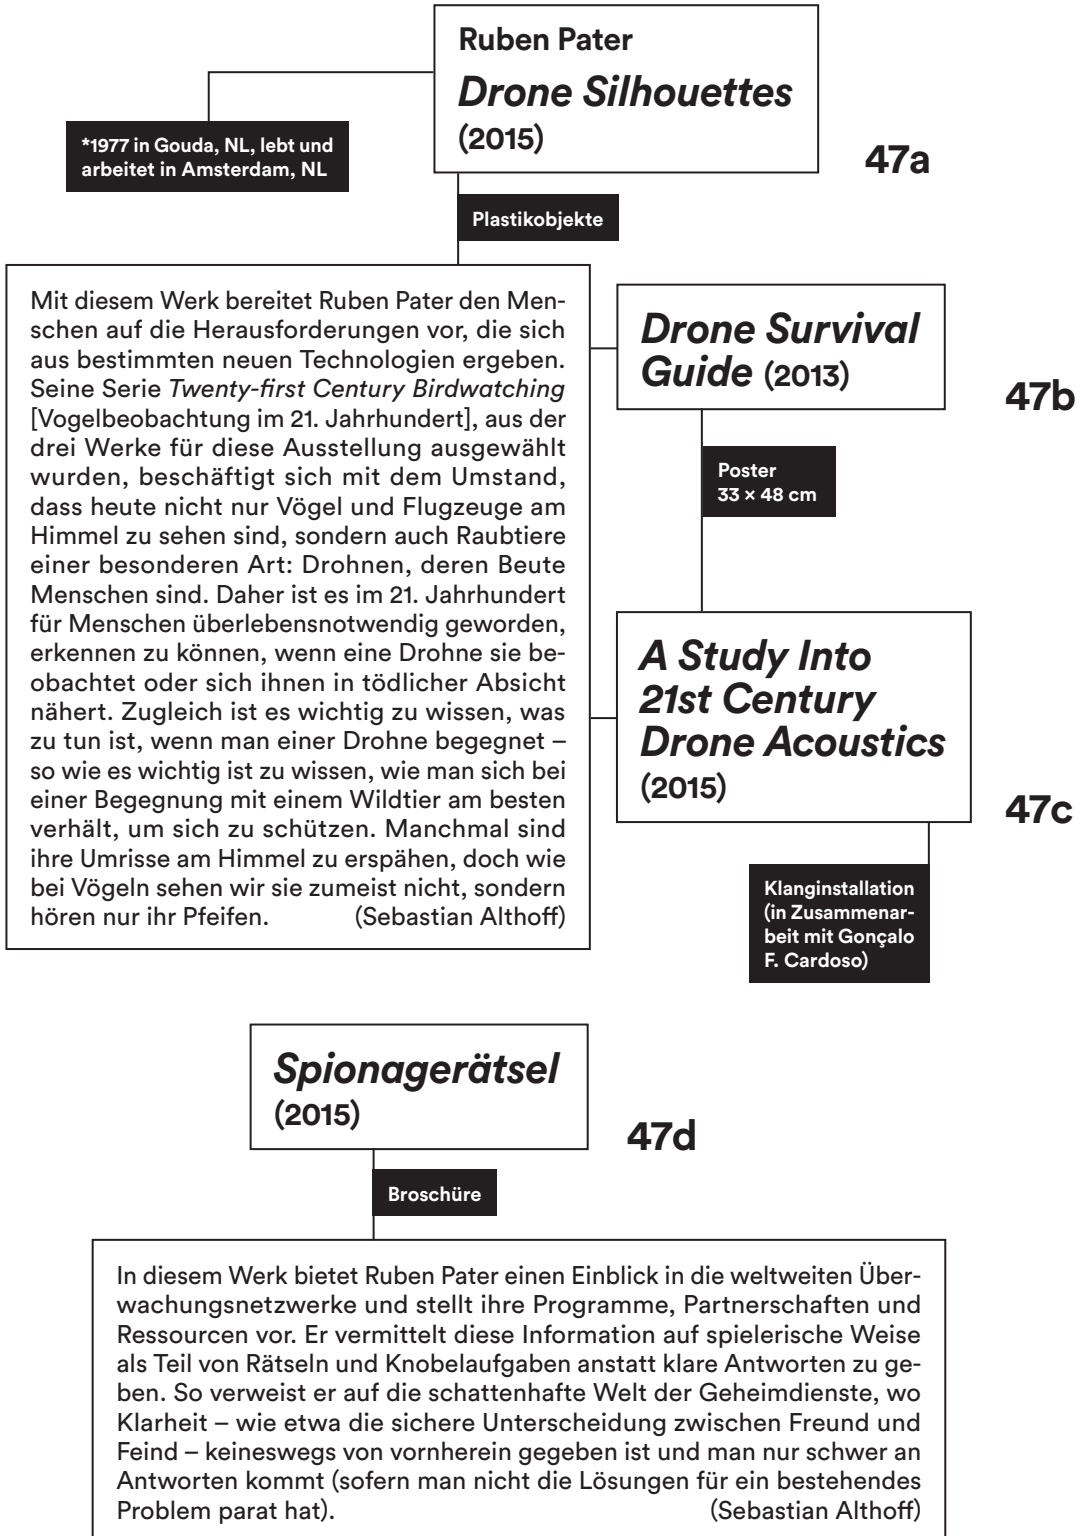 Ruben Pater
Drone Silhouettes
(2015)
47a
*1977 in Gouda, NL, lebt und
arbeitet in Amsterdam, NL
Plastikobjekte
Mit diesem Werk bereitet Ruben Pater den Men-
schen auf die Herausforderungen vor, die sich
aus bestimmten neuen Technologien ergeben.
Seine Serie Twenty-first Century Birdwatching
[Vogelbeobachtung im 21. Jahrhundert], aus der
drei Werke für diese Ausstellung ausgewählt
wurden, beschäftigt sich mit dem Umstand,
dass heute nicht nur Vögel und Flugzeuge am
Himmel zu sehen sind, sondern auch Raubtiere
einer besonderen Art: Drohnen, deren Beute
Menschen sind. Daher ist es im 21. Jahrhundert
für Menschen überlebensnotwendig geworden,
erkennen zu können, wenn eine Drohne sie be-
obachtet oder sich ihnen in tödlicher Absicht
nähert. Zugleich ist es wichtig zu wissen, was
zu tun ist, wenn man einer Drohne begegnet –
so wie es wichtig ist zu wissen, wie man sich bei
einer Begegnung mit einem Wildtier am besten
verhält, um sich zu schützen. Manchmal sind
ihre Umrisse am Himmel zu erspähen, doch wie
bei Vögeln sehen wir sie zumeist nicht, sondern
hören nur ihr Pfeifen. (Sebastian Althoff)
Drone Survival
Guide (2013)
47b
Poster
33 × 48 cm
A Study Into
21st Century
Drone Acoustics
(2015)
47c
Klanginstallation
(in Zusammenar-
beit mit Gonçalo
F. Cardoso)
Spionagerätsel
(2015)
47d
Broschüre
In diesem Werk bietet Ruben Pater einen Einblick in die weltweiten Über-
wachungsnetzwerke und stellt ihre Programme, Partnerschaften und
Ressourcen vor. Er vermittelt diese Information auf spielerische Weise
als Teil von Rätseln und Knobelaufgaben anstatt klare Antworten zu ge-
ben. So verweist er auf die schattenhafte Welt der Geheimdienste, wo
Klarheit – wie etwa die sichere Unterscheidung zwischen Freund und
Feind – keineswegs von vornherein gegeben ist und man nur schwer an
Antworten kommt (sofern man nicht die Lösungen für ein bestehendes
Problem parat hat). (Sebastian Althoff)